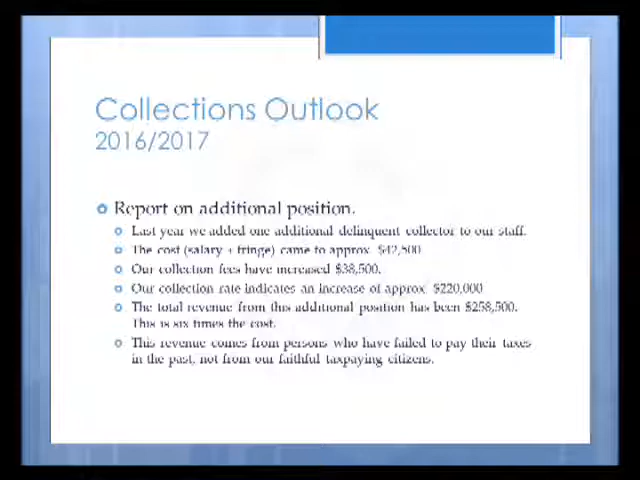 Collections Outlook
2016/2017
Report on additional position.
Last year we added one additional delinquent collector to our staff.
The cost (salary + fringe) came to approx. $42,500
Our collection fees have increased $38,500.
Our collection rate indicates an increase of approx. $220,000
The total revenue from this additional position has been $258,500.
This is six times the cost.
This revenue comes from persons who have failed to pay their taxes
in the past, not from our faithful taxpaying citizens.